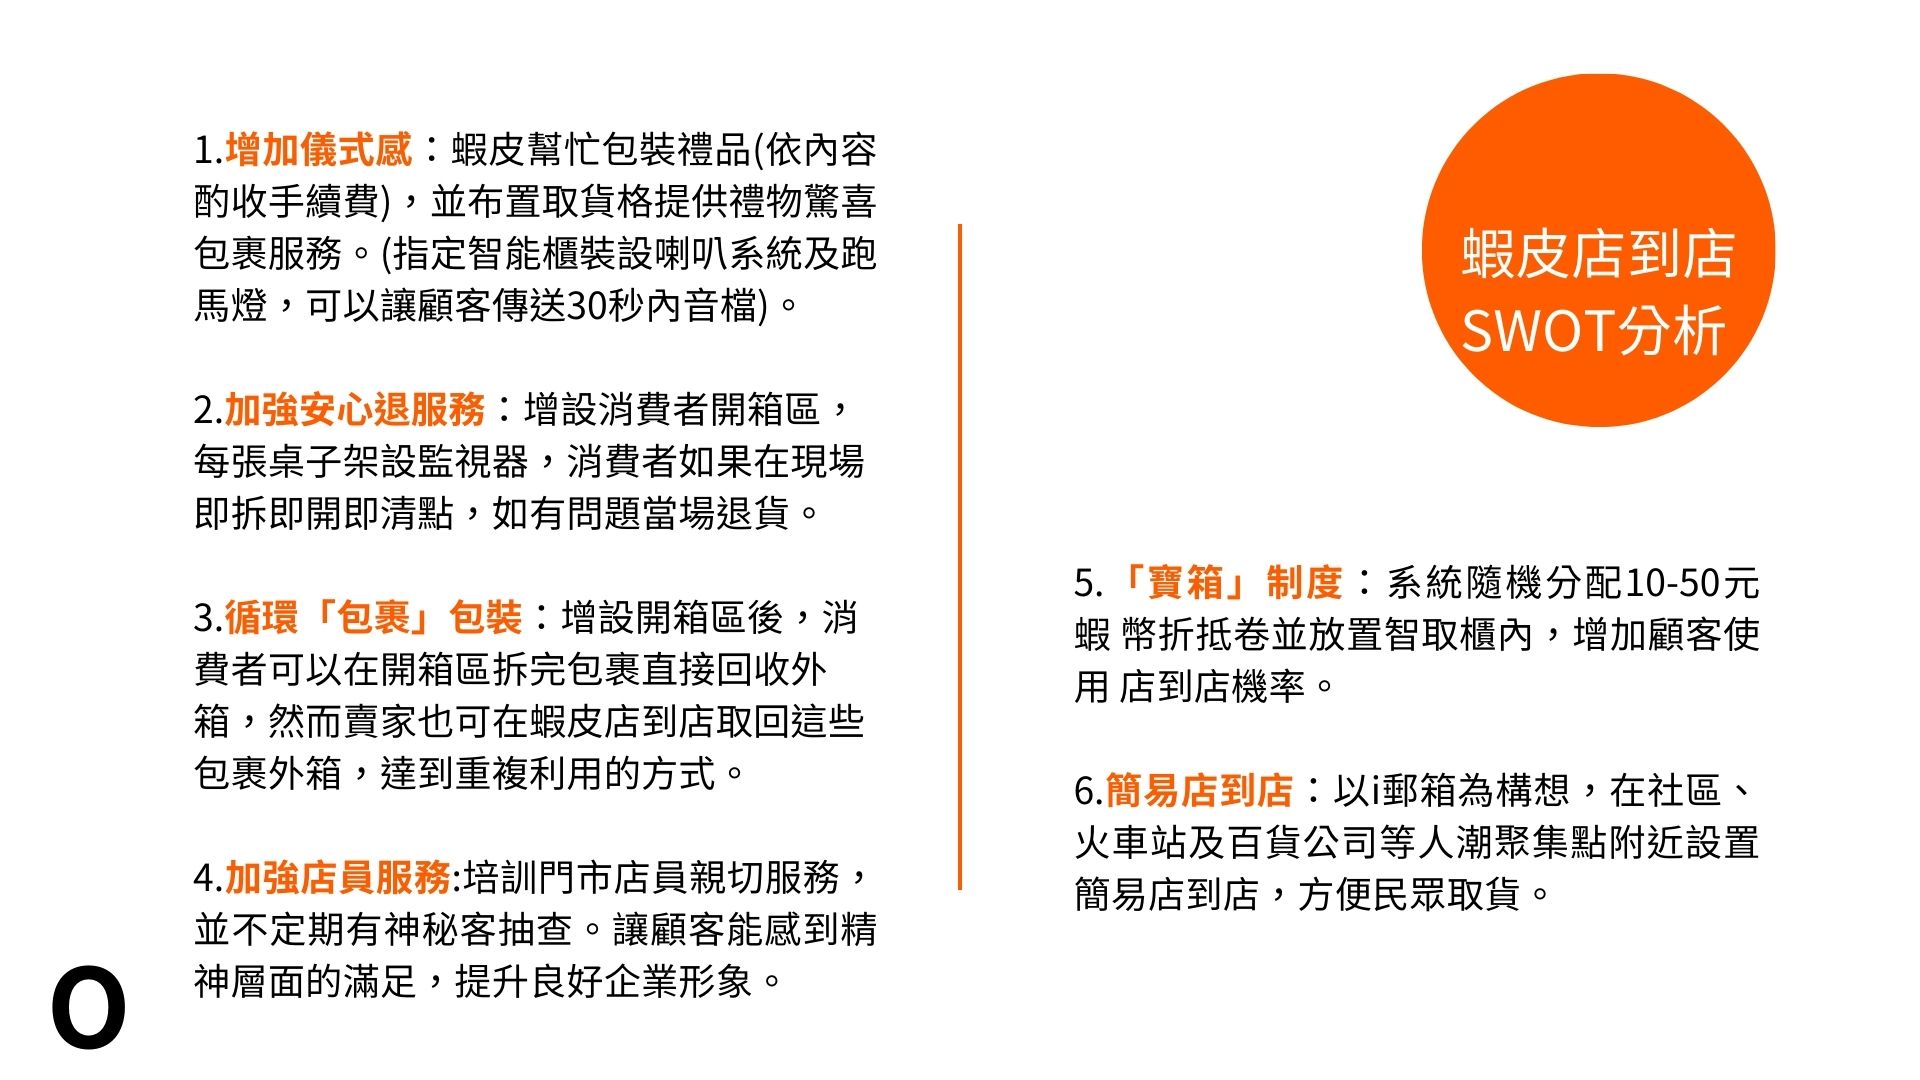 蝦皮店到店
SWOT分析
1.增加儀式感：蝦皮幫忙包裝禮品(依內容
酌收手續費)，並布置取貨格提供禮物驚喜
包裹服務。(指定智能櫃裝設喇叭系統及跑
馬燈，可以讓顧客傳送30秒內音檔)。
2.加強安心退服務：增設消費者開箱區，
每張桌子架設監視器，消費者如果在現場
即拆即開即清點，如有問題當場退貨。
3.循環「包裹」包裝：增設開箱區後，消
費者可以在開箱區拆完包裹直接回收外
箱，然而賣家也可在蝦皮店到店取回這些
包裹外箱，達到重複利用的方式。
4.加強店員服務:培訓門市店員親切服務，
並不定期有神秘客抽查。讓顧客能感到精
神層面的滿足，提升良好企業形象。
5.「寶箱」制度：系統隨機分配10-50元
蝦 幣折抵卷並放置智取櫃內，增加顧客使
用 店到店機率。
6.簡易店到店：以i郵箱為構想，在社區、
火車站及百貨公司等人潮聚集點附近設置
簡易店到店，方便民眾取貨。
O